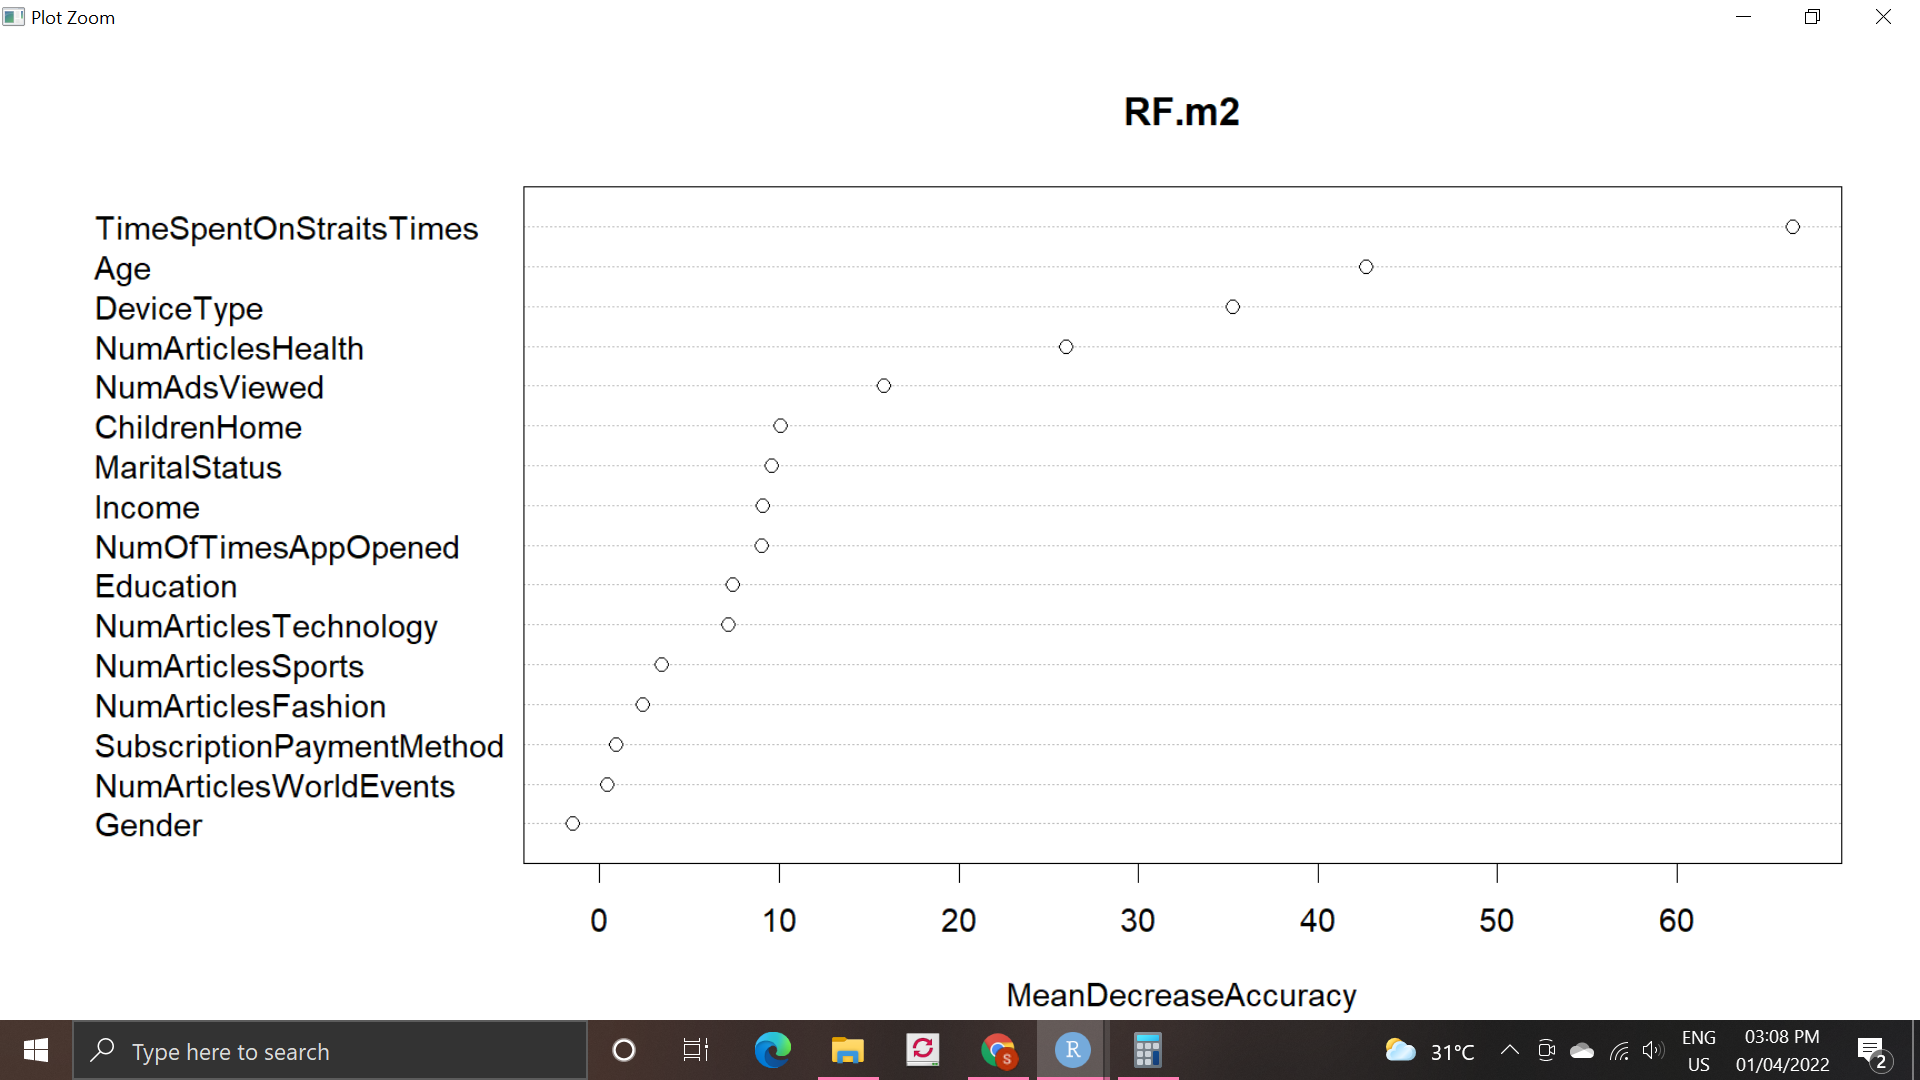 Plot Zoom
RF.m2
TimeSpentOnStraitsTimes
Age
DeviceType
NumArticlesHealth
NumAdsViewed
ChildrenHome
MaritalStatus
Income
NumOfTimesAppOpened
Education
NumArticlesTechnology
NumArticlesSports
NumArticlesFashion
SubscriptionPaymentMethod
NumArticlesWorldEvents
Gender
0 10 20 30 40 50 60
MeanDecreaseAccuracy
Type here to search
S
R
31°C
ENG
US
03:08 PM
01/04/2022
2